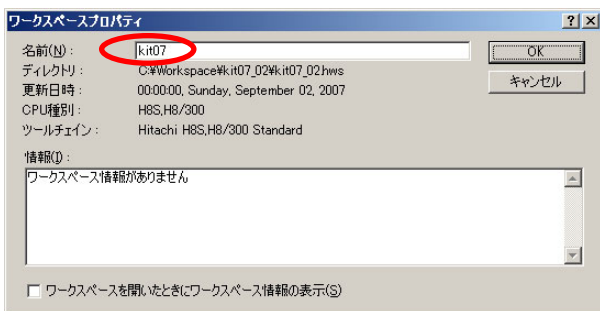 ワークスペースプロパティ
名前(N): kit07 OK
ディレクトリ: C:¥Workspace¥kit07_02¥kit07_02.hws キャンセル
更新日時: 00:00:00, Sunday, September 02, 2007
CPU種別: H8S,H8/300
ツールチェイン: Hitachi H8S,H8/300 Standard
情報(I):
ワークスペース情報がありません
ワークスペースを開いたときにワークスペース情報の表示(S)